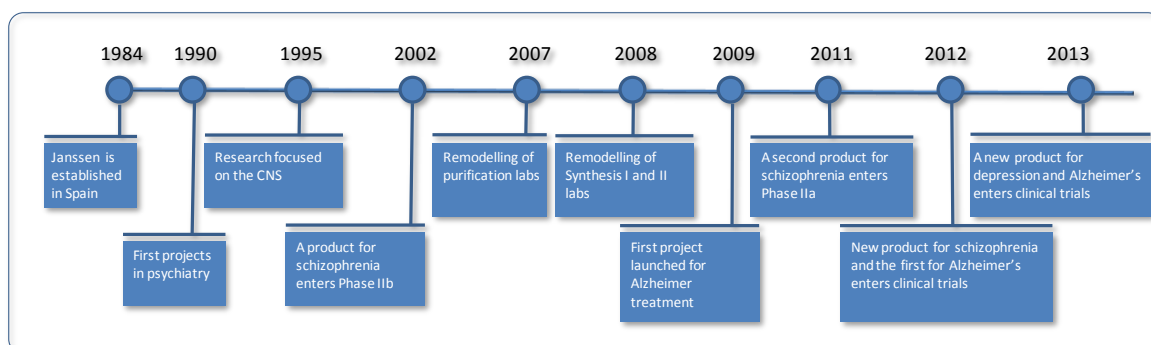 1984 1990 1995 2002 2007 2008 2009 2011 2012 2013
Janssen is
established
in Spain
First projects
in psychiatry
Research focused
on the CNS
A product for
schizophrenia
enters Phase IIb
Remodelling of
purification labs
Remodelling of
Synthesis I and II
labs
First project
launched for
Alzheimer
treatment
A second product for
schizophrenia enters
Phase IIa
New product for schizophrenia
and the first for Alzheimer's
enters clinical trials
A new product for
depression and Alzheimer's
enters clinical trials